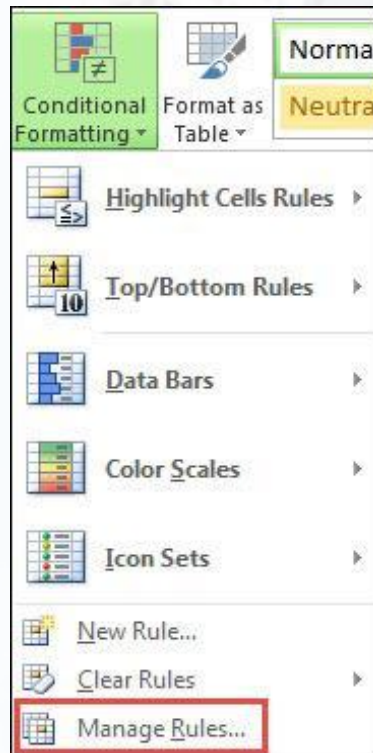 Conditional Formatting
Format as Table
Norma
Neutra
Highlight Cells Rules
10
Top/Bottom Rules
Data Bars
Color Scales
Icon Sets
New Rule...
Clear Rules
Manage Rules...